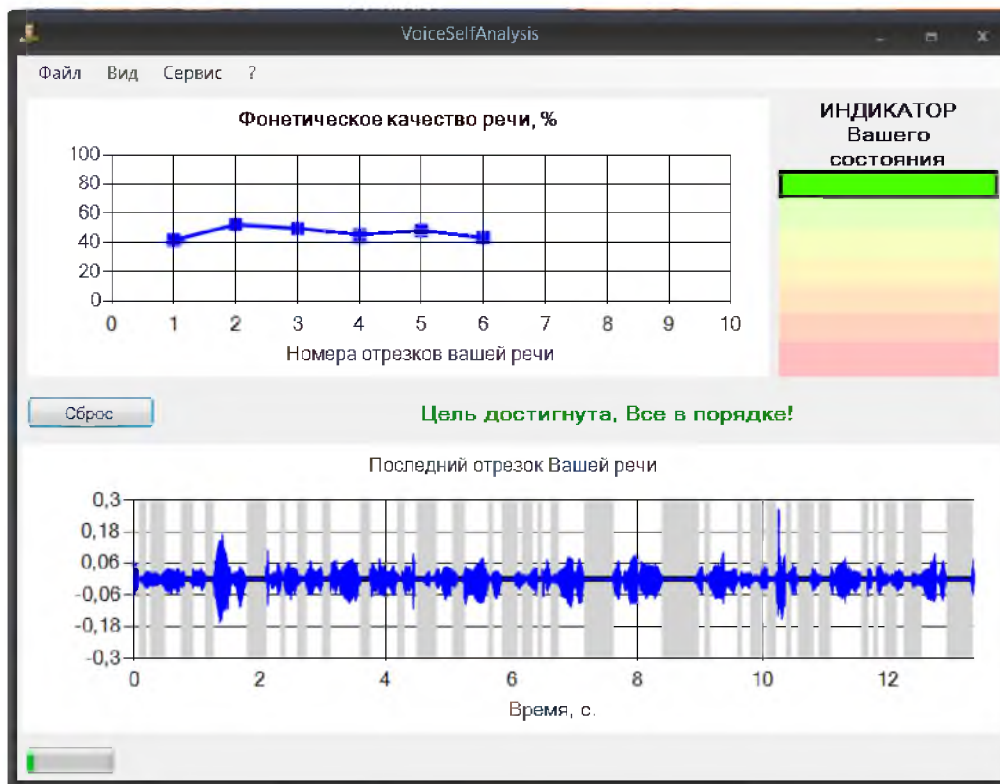 VoiceSelfAnalysis
Файл Вид Сервис ?
Фонетическое качество речи, %
100
80
60
40
20
0
0 1 2 3 4 5 6 7 8 9 10
Номера отрезков вашей речи
ИНДИКАТОР
Вашего
состояния
Сброс
Цель достигнута, Все в порядке!
Последний отрезок Вашей речи
0,3
0,18
0,06
-0,06
-0,18
-0,3
0 2 4 6 8 10 12
Время, с.